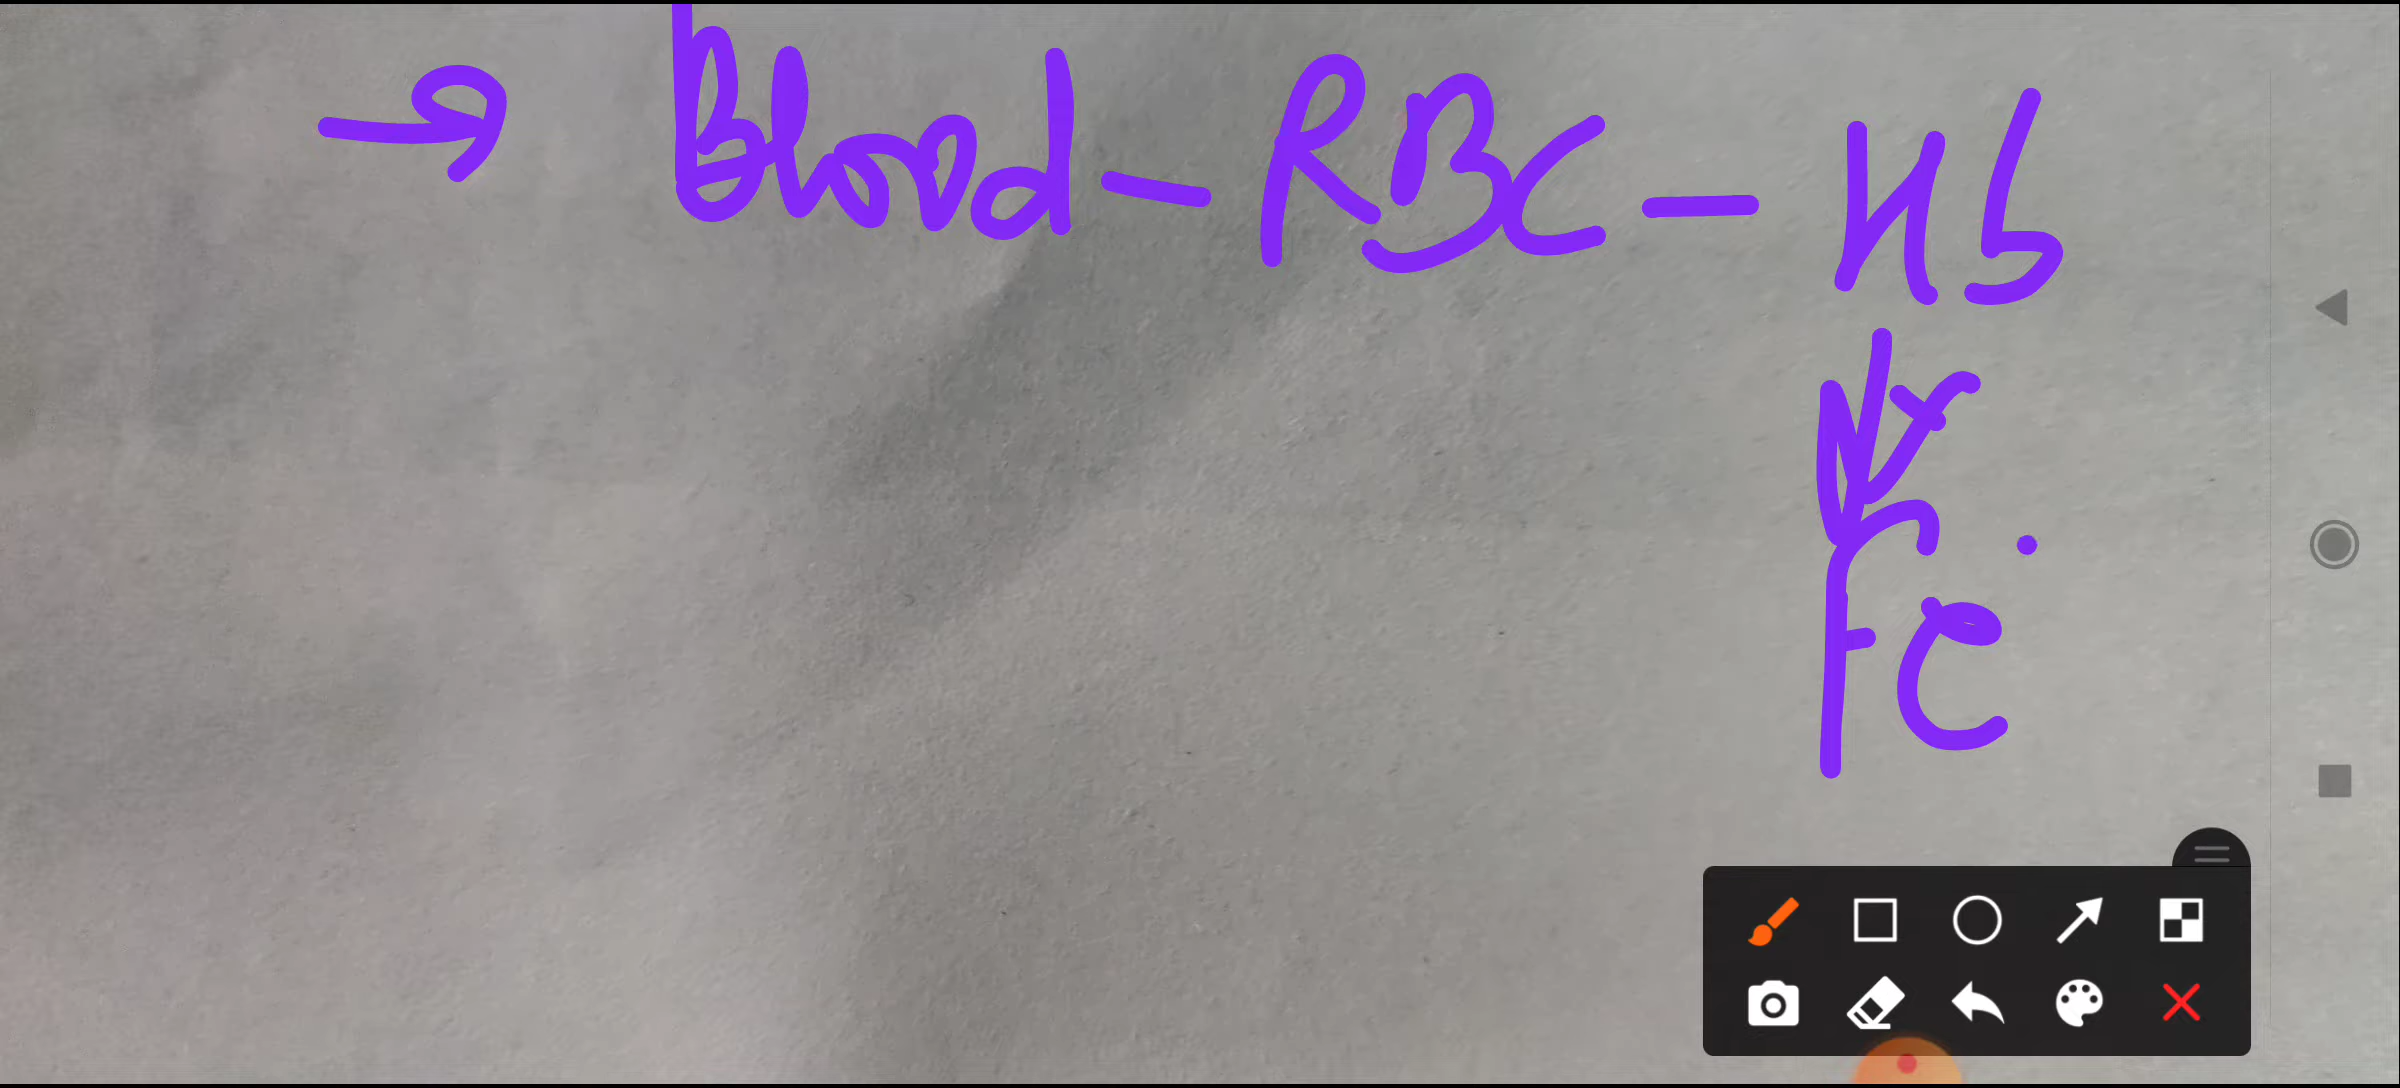 → Blood - RBC - Hb
Fe